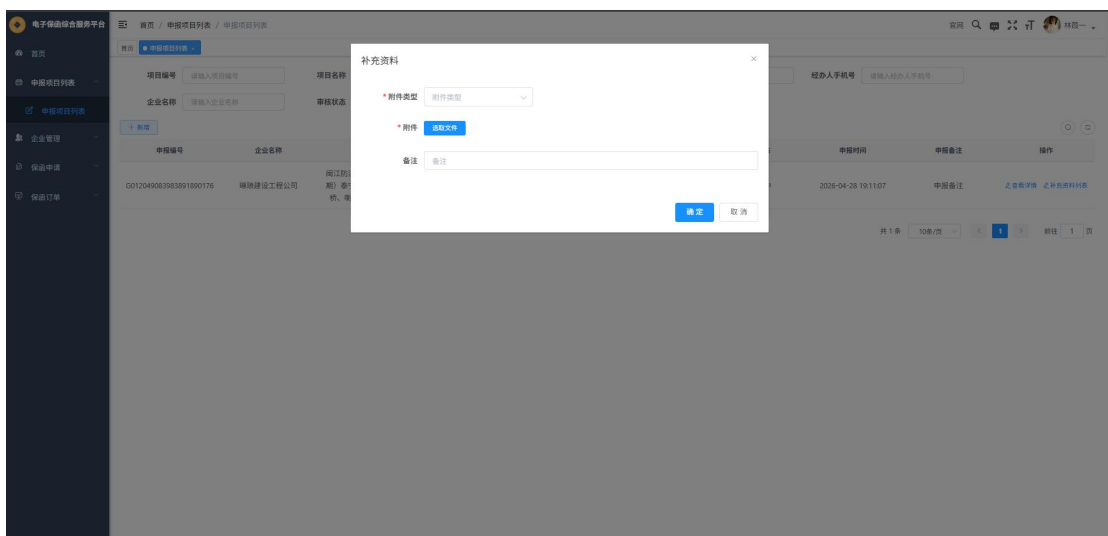 电子保函综合服务平台
首页 / 申报项目列表 / 申报项目列表
官网
首页
申报项目列表
申报项目列表
企业管理
保函申请
保函订单
首页 申报项目列表 ×
项目编号 请输入项目编号
项目名称
经办人手机号 请输入经办人手机号
企业名称 请输入企业名称
审核状态
+ 新增
补充资料 ×
* 附件类型 附件类型
* 附件 选取文件
备注 备注
确定 取消
申报编号 企业名称 申报时间 申报备注 操作
G012049083983891890176
建设工程公司
2026-04-28 19:11:07 申报备注 查看详情 补充资料列表
共 1 条 10条/页 < 1 > 前往 1 页